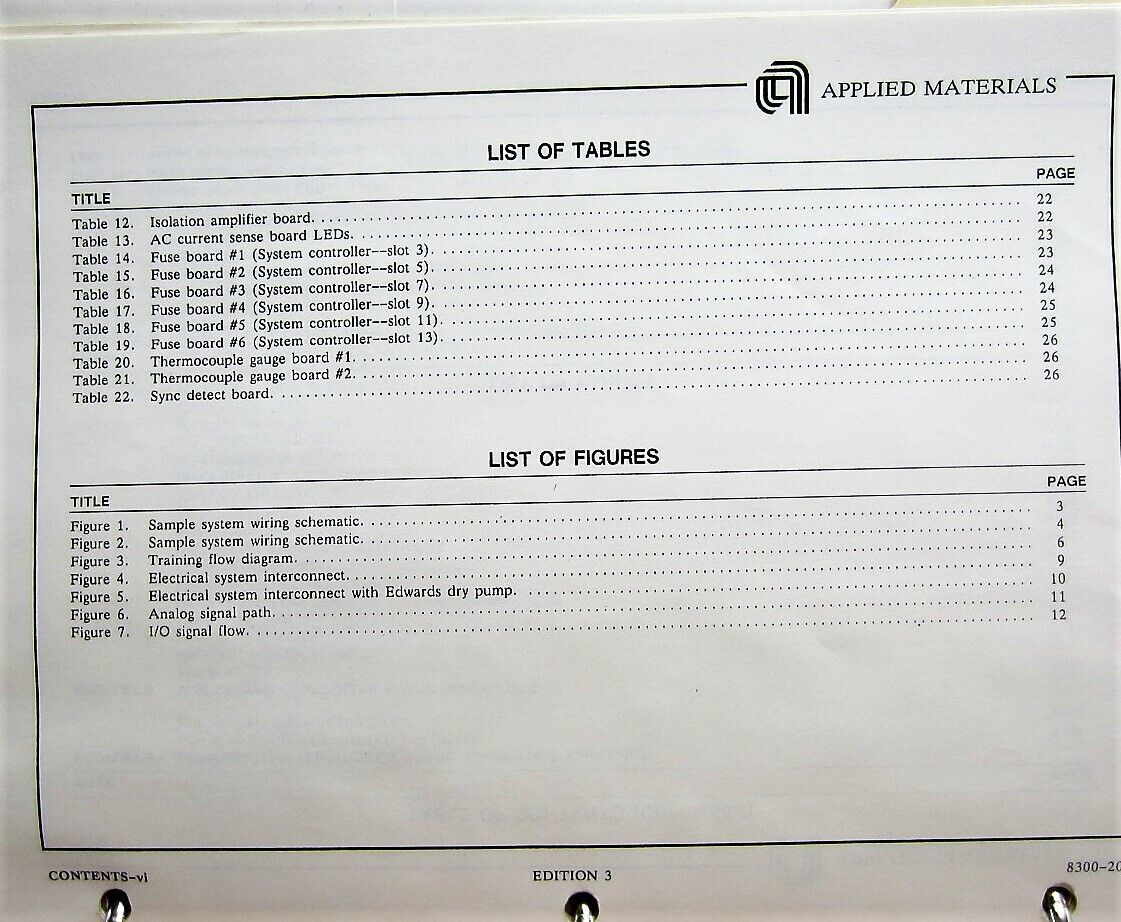 APPLIED MATERIALS
LIST OF TABLES
TITLE PAGE
Table 12. Isolation amplifier board. . . . 22
Table 13. AC current sense board LEDs. . . . 22
Table 14. Fuse board #1 (System controller--slot 3). . . . 23
Table 15. Fuse board #2 (System controller--slot 5). . . . 23
Table 16. Fuse board #3 (System controller--slot 7). . . . 24
Table 17. Fuse board #4 (System controller--slot 9). . . . 24
Table 18. Fuse board #5 (System controller--slot 11). . . . 25
Table 19. Fuse board #6 (System controller--slot 13). . . . 25
Table 20. Thermocouple gauge board #1. . . . 26
Table 21. Thermocouple gauge board #2. . . . 26
Table 22. Sync detect board. . . . 26
LIST OF FIGURES
TITLE PAGE
Figure 1. Sample system wiring schematic. . . . 3
Figure 2. Sample system wiring schematic. . . . 4
Figure 3. Training flow diagram. . . . 6
Figure 4. Electrical system interconnect. . . . 9
Figure 5. Electrical system interconnect with Edwards dry pump. . . . 10
Figure 6. Analog signal path. . . . 11
Figure 7. I/O signal flow. . . . 12
CONTENTS-vi EDITION 3 8300-20